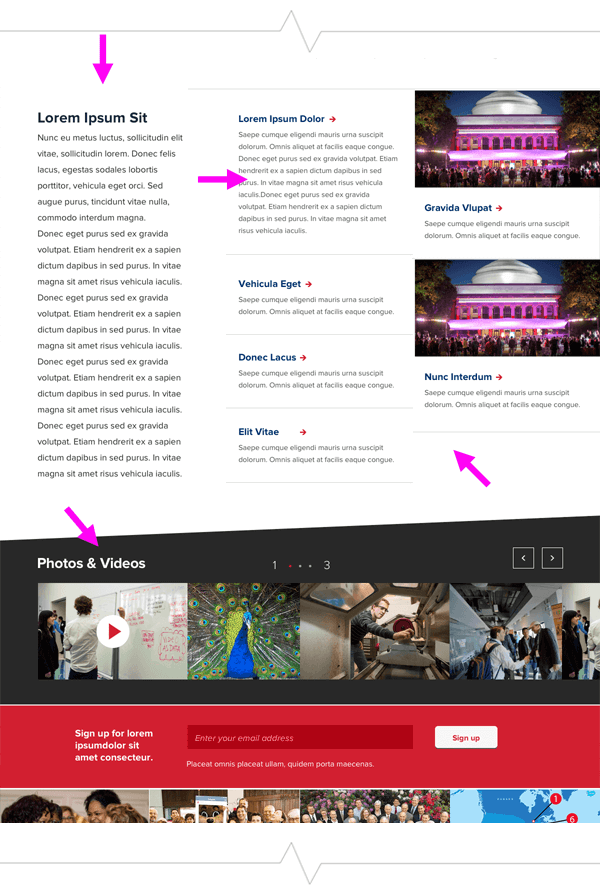 Lorem Ipsum Sit
Nunc eu metus luctus, sollicitudin elit
vitae, sollicitudin lorem. Donec felis
lacus, egestas sodales lobortis
porttitor, vehicula eget orci. Sed
augue purus, tincidunt vitae nulla,
commodo interdum magna.
Donec eget purus sed ex gravida
volutpat. Etiam hendrerit ex a sapien
dictum dapibus in sed purus. In vitae
magna sit amet risus vehicula iaculis.
Donec eget purus sed ex gravida
volutpat. Etiam hendrerit ex a sapien
dictum dapibus in sed purus. In vitae
magna sit amet risus vehicula iaculis.
Donec eget purus sed ex gravida
volutpat. Etiam hendrerit ex a sapien
dictum dapibus in sed purus. In vitae
magna sit amet risus vehicula iaculis.
Donec eget purus sed ex gravida
volutpat. Etiam hendrerit ex a sapien
dictum dapibus in sed purus. In vitae
magna sit amet risus vehicula iaculis.
Lorem Ipsum Dolor
Saepe cumque eligendi mauris urna suscipit
dolorum. Omnis aliquet at facilis eaque congue.
Donec eget purus sed ex gravida volutpat. Etiam
hendrerit ex a sapien dictum dapibus in sed
purus. In vitae magna sit amet risus vehicula
iaculis.Donec eget purus sed ex gravida
volutpat. Etiam hendrerit ex a sapien dictum
dapibus in sed purus. In vitae magna sit amet
risus vehicula iaculis.
Vehicula Eget
Saepe cumque eligendi mauris urna suscipit
dolorum. Omnis aliquet at facilis eaque congue.
Donec Lacus
Saepe cumque eligendi mauris urna suscipit
dolorum. Omnis aliquet at facilis eaque congue.
Elit Vitae
Saepe cumque eligendi mauris urna suscipit
dolorum. Omnis aliquet at facilis eaque congue.
Gravida Vlupat
Saepe cumque eligendi mauris urna suscipit
dolorum. Omnis aliquet at facilis eaque congue.
Nunc Interdum
Saepe cumque eligendi mauris urna suscipit
dolorum. Omnis aliquet at facilis eaque congue.
Photos & Videos
1 3
Sign up for lorem
ipsumdolor sit
amet consecteur.
Enter your email address
Sign up
Placeat omnis placeat ullam, quidem porta maecenas.
CANADA
1
6